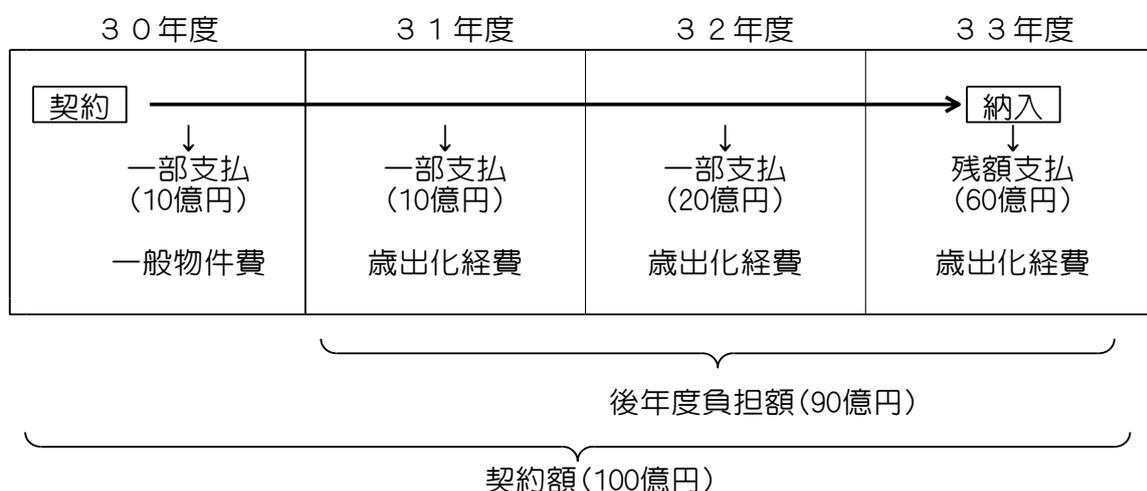 ３０年度 ３１年度 ３２年度 ３３年度
契約 納入
↓ ↓ ↓ ↓
一部支払 一部支払 一部支払 残額支払
(10億円) (10億円) (20億円) (60億円)
一般物件費 歳出化経費 歳出化経費 歳出化経費
後年度負担額(90億円)
契約額(100億円)